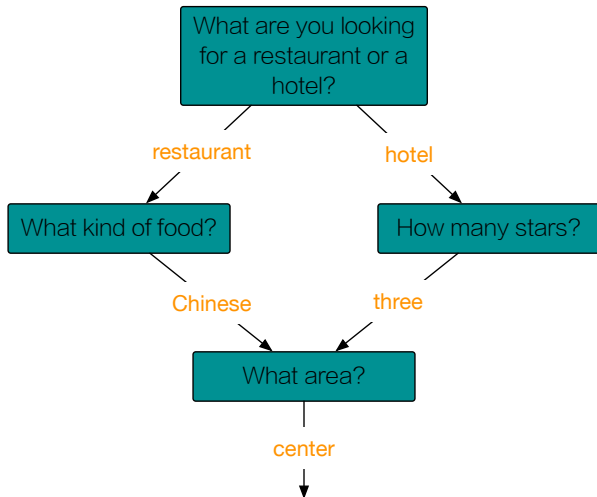 What are you looking
for a restaurant or a
hotel?
restaurant
hotel
What kind of food?
How many stars?
Chinese
three
What area?
center